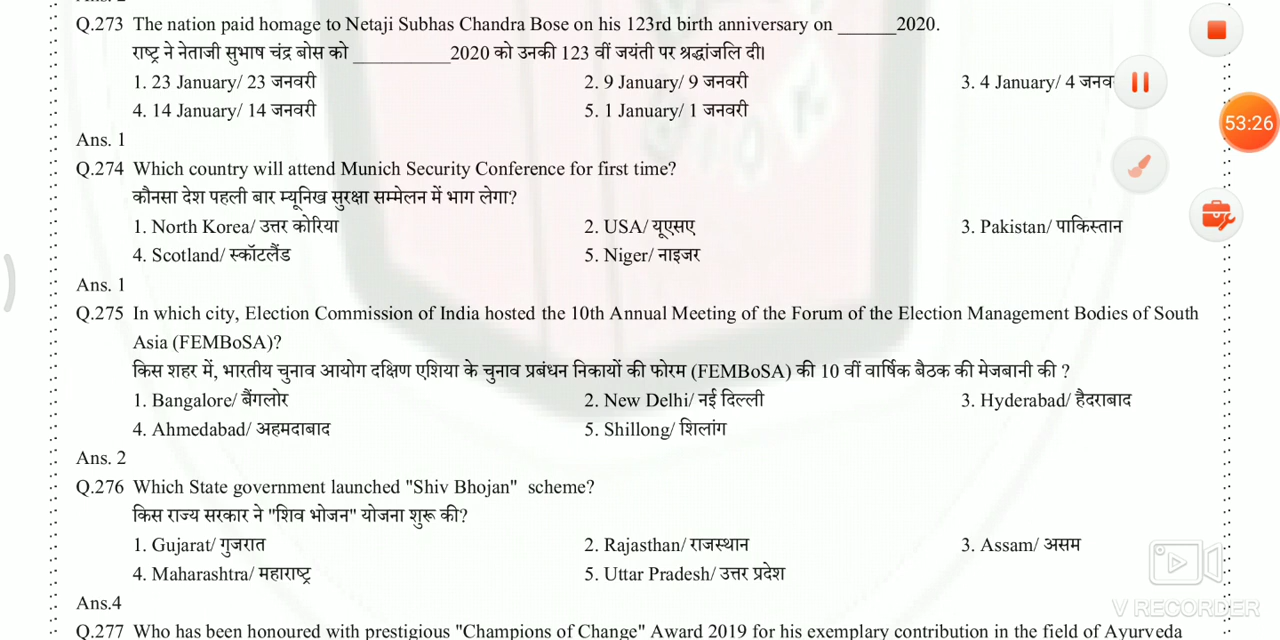 Q.273 The nation paid homage to Netaji Subhas Chandra Bose on his 123rd birth anniversary on ______2020.
राष्ट्र ने नेताजी सुभाष चंद्र बोस को __________2020 को उनकी 123 वीं जयंती पर श्रद्धांजलि दी।
1. 23 January/ 23 जनवरी 2. 9 January/ 9 जनवरी 3. 4 January/ 4 जनव
4. 14 January/ 14 जनवरी 5. 1 January/ 1 जनवरी
53:26
Ans. 1
Q.274 Which country will attend Munich Security Conference for first time?
कौनसा देश पहली बार म्यूनिख सुरक्षा सम्मेलन में भाग लेगा?
1. North Korea/ उत्तर कोरिया 2. USA/ यूएसए 3. Pakistan/ पाकिस्तान
4. Scotland/ स्कॉटलैंड 5. Niger/ नाइजर
Ans. 1
Q.275 In which city, Election Commission of India hosted the 10th Annual Meeting of the Forum of the Election Management Bodies of South
Asia (FEMBoSA)?
किस शहर में, भारतीय चुनाव आयोग दक्षिण एशिया के चुनाव प्रबंधन निकायों की फोरम (FEMBoSA) की 10 वीं वार्षिक बैठक की मेजबानी की ?
1. Bangalore/ बैंगलोर 2. New Delhi/ नई दिल्ली 3. Hyderabad/ हैदराबाद
4. Ahmedabad/ अहमदाबाद 5. Shillong/ शिलांग
Ans. 2
Q.276 Which State government launched "Shiv Bhojan" scheme?
किस राज्य सरकार ने "शिव भोजन" योजना शुरू की?
1. Gujarat/ गुजरात 2. Rajasthan/ राजस्थान 3. Assam/ असम
4. Maharashtra/ महाराष्ट्र 5. Uttar Pradesh/ उत्तर प्रदेश
Ans.4
V RECORDER
Q.277 Who has been honoured with prestigious "Champions of Change" Award 2019 for his exemplary contribution in the field of Ayurveda